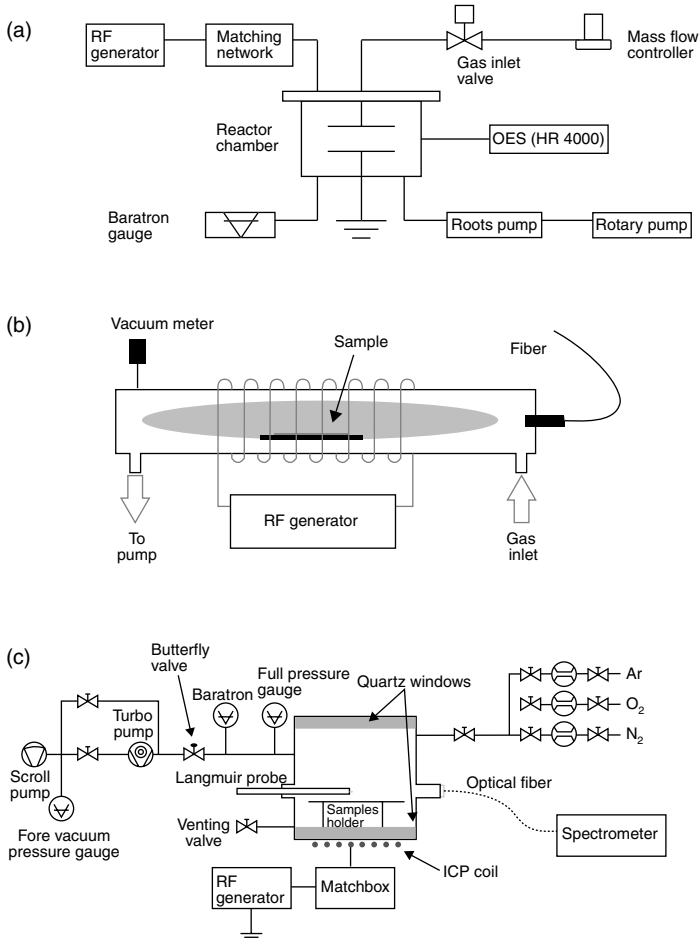 (a)
RF
generator
Matching
network
Gas inlet
valve
Mass flow
controller
Reactor
chamber
OES (HR 4000)
Baratron
gauge
Roots pump
Rotary pump
(b)
Vacuum meter
Sample
Fiber
RF generator
To
pump
Gas
inlet
(c)
Butterfly
valve
Full pressure
gauge
Baratron
Quartz windows
Ar
O₂
N₂
Turbo
pump
Scroll
pump
Langmuir probe
Optical fiber
Samples
holder
Fore vacuum
pressure gauge
Venting
valve
Spectrometer
ICP coil
RF
generator
Matchbox